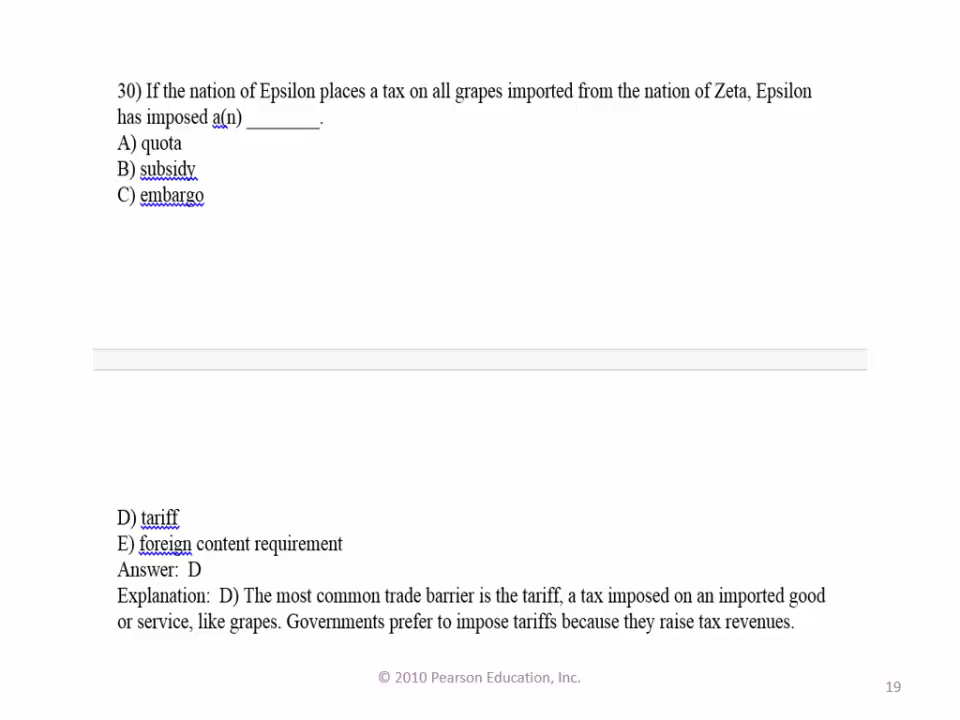 30) If the nation of Epsilon places a tax on all grapes imported from the nation of Zeta, Epsilon
has imposed a(n) ________.
A) quota
B) subsidy
C) embargo
D) tariff
E) foreign content requirement
Answer:  D
Explanation:  D) The most common trade barrier is the tariff, a tax imposed on an imported good
or service, like grapes. Governments prefer to impose tariffs because they raise tax revenues.
© 2010 Pearson Education, Inc.
19